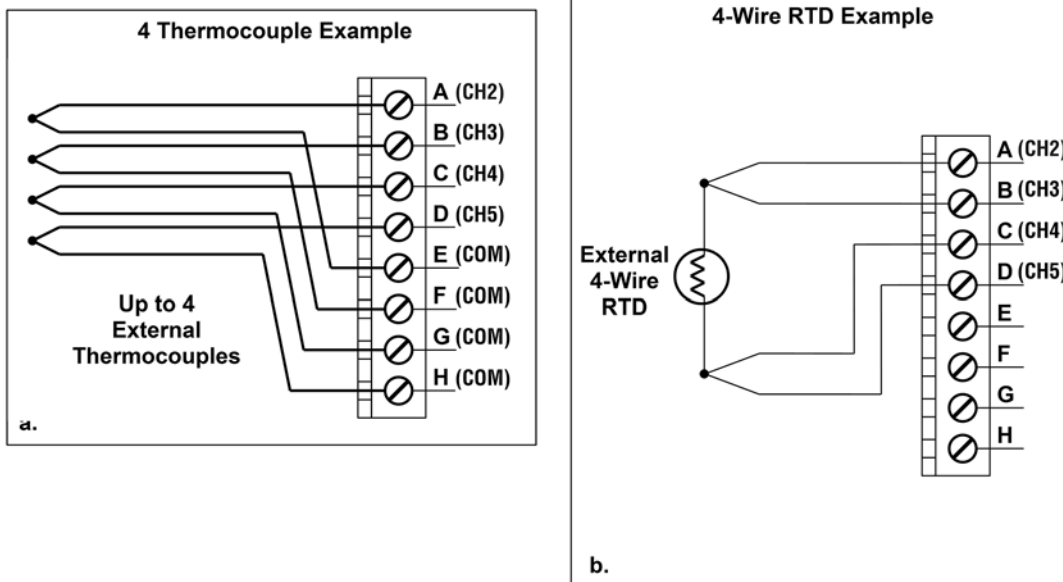 4 Thermocouple Example
A (CH2)
B (CH3)
C (CH4)
D (CH5)
E (COM)
F (COM)
G (COM)
H (COM)
Up to 4
External
Thermocouples
a.
4-Wire RTD Example
A (CH2)
B (CH3)
C (CH4)
D (CH5)
E
F
G
H
External
4-Wire
RTD
b.